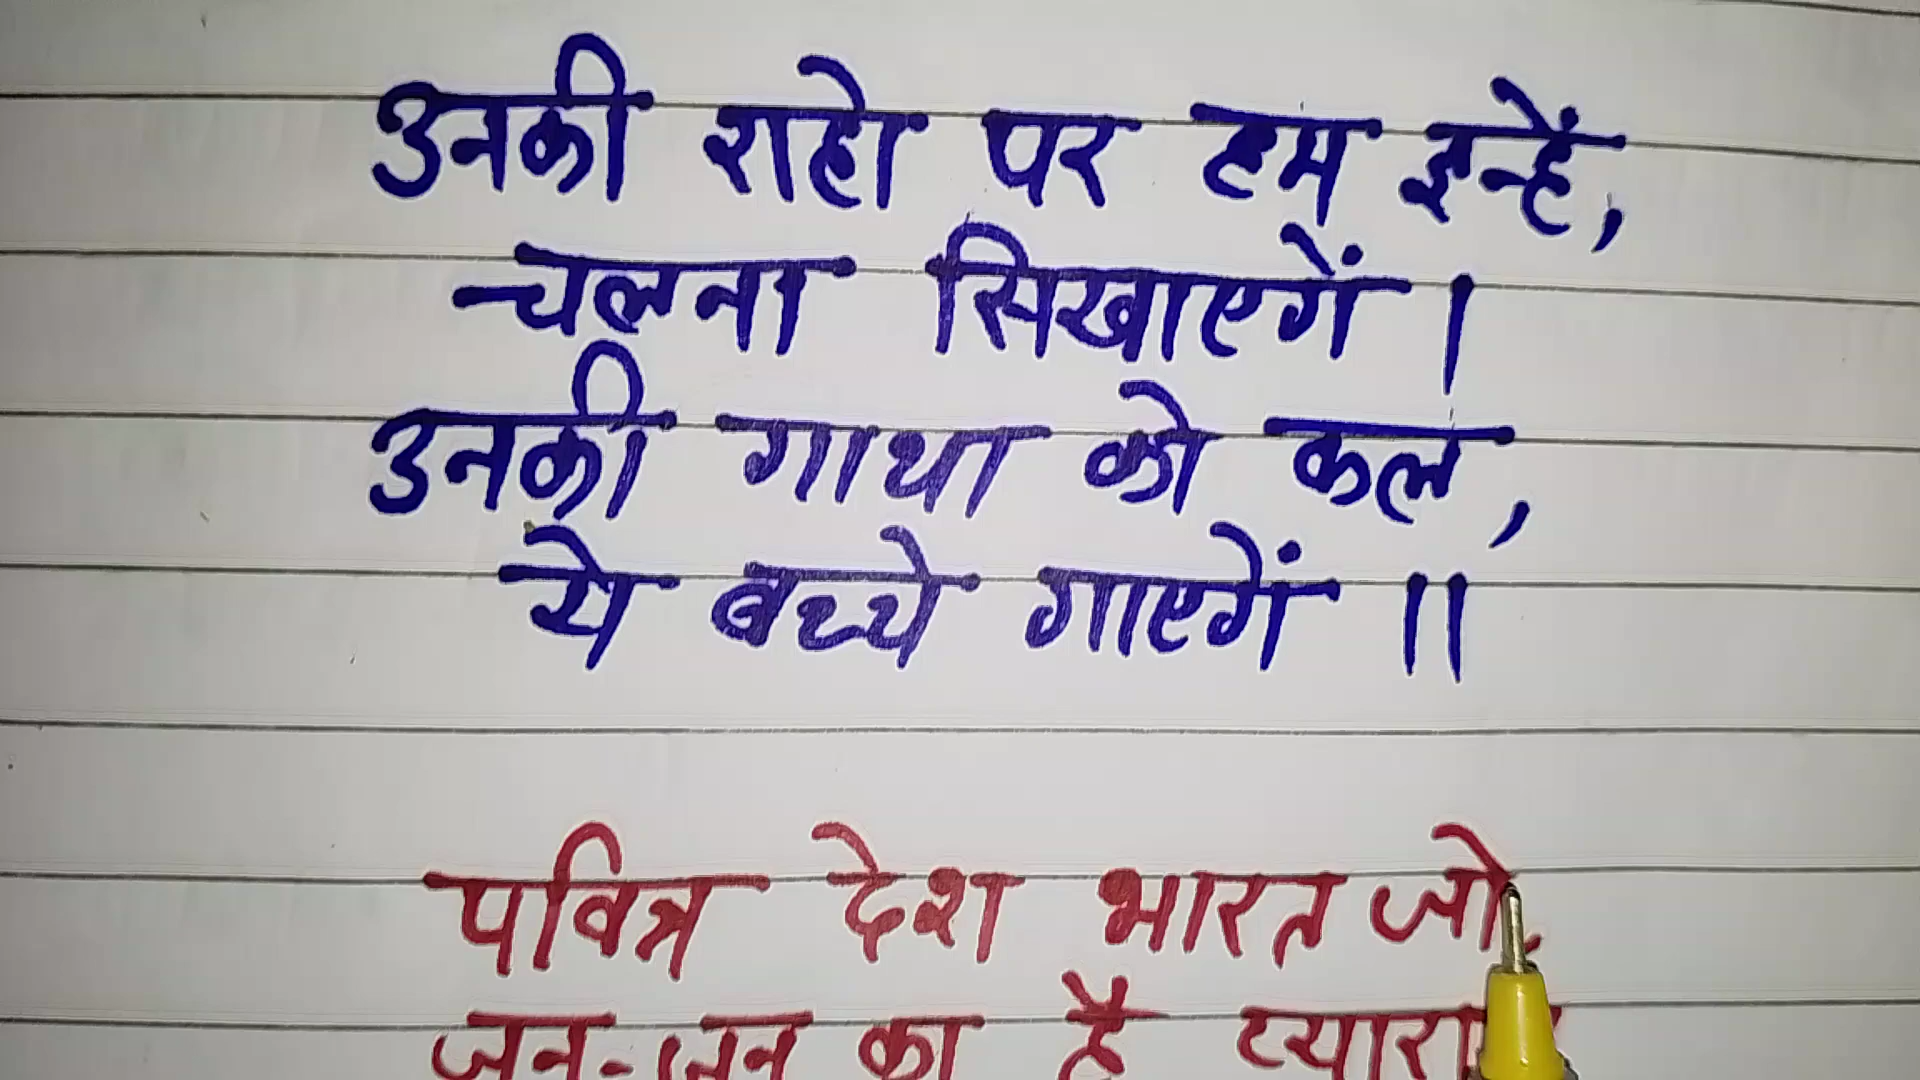 उनकी राहो पर हम इन्हें,
चलना सिखाएगें ।
उनकी गाथा को कल,
ये बच्चे गाएगें ॥
पवित्र देश भारत जो,
जन-जन का है प्यारा